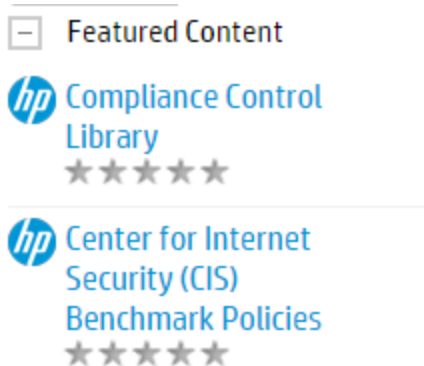 Featured Content
hp Compliance Control
Library
hp Center for Internet
Security (CIS)
Benchmark Policies